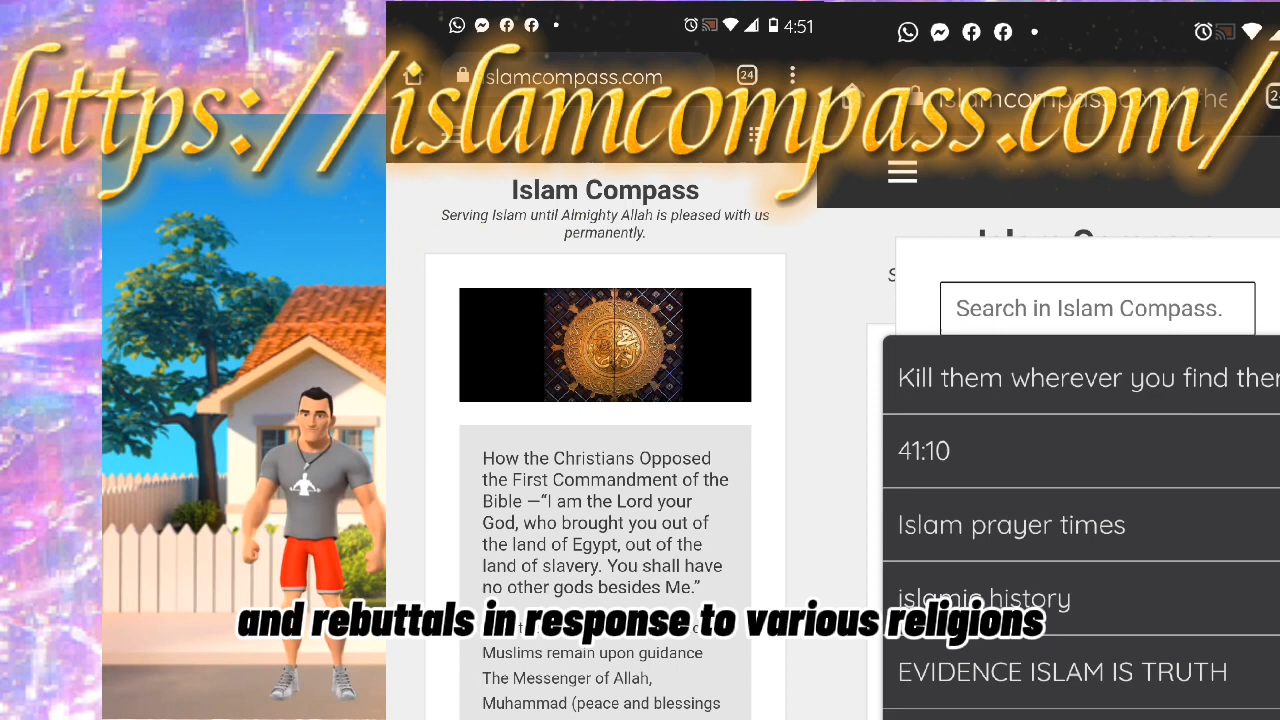 4:51
islamcompass.com
24
https://islamcompass.com/
Islam Compass
Serving Islam until Almighty Allah is pleased with us
permanently.
How the Christians Opposed
the First Commandment of the
Bible —“I am the Lord your
God, who brought you out of
the land of Egypt, out of the
land of slavery. You shall have
no other gods besides Me.”
Muslims remain upon guidance
The Messenger of Allah,
Muhammad (peace and blessings
Search in Islam Compass.
Kill them wherever you find
41:10
Islam prayer times
islamic history
EVIDENCE ISLAM IS TRUTH
and rebuttals in response to various religions